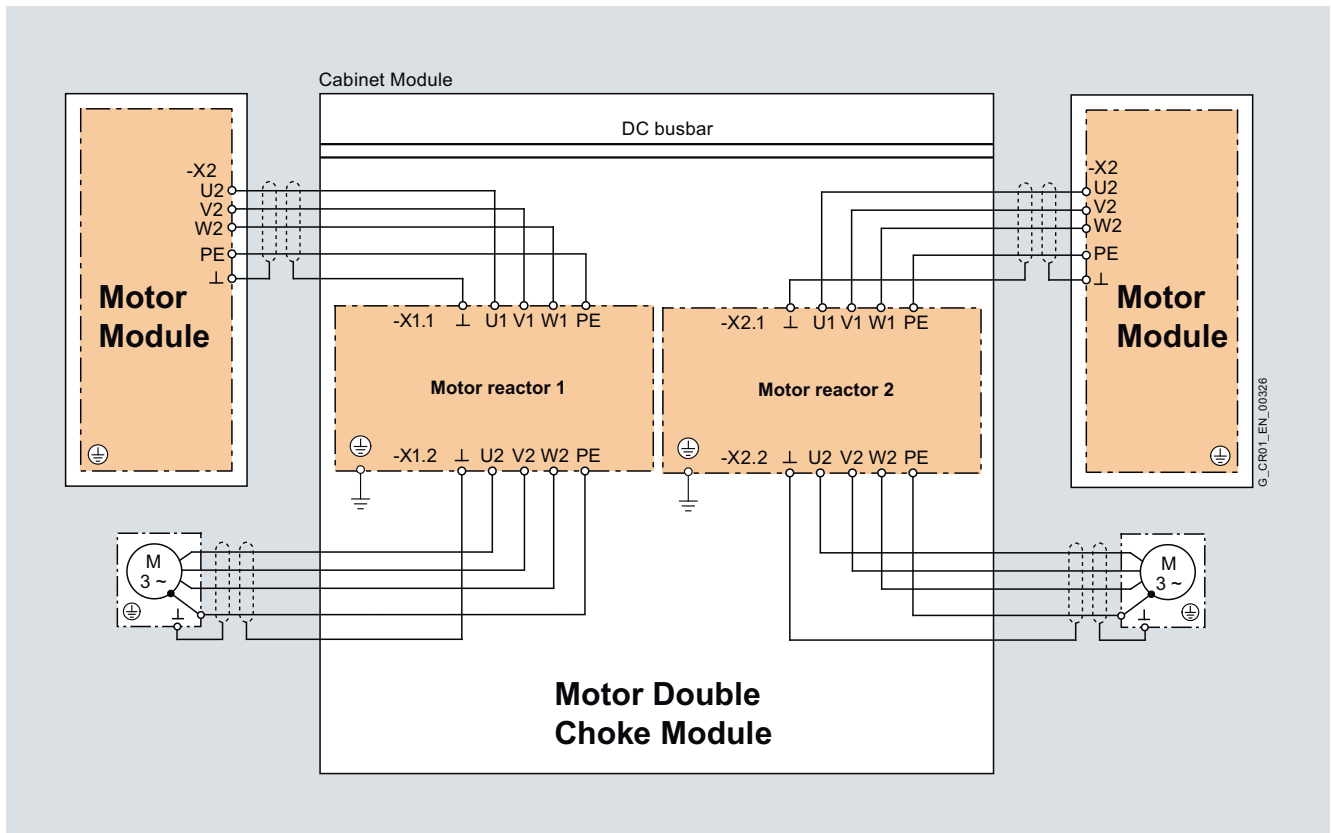 Cabinet Module
DC busbar
-X2
U2
V2
W2
PE
⊥
Motor
Module
-X2
U2
V2
W2
PE
⊥
Motor
Module
-X1.1 ⊥ U1 V1 W1 PE
Motor reactor 1
-X1.2 ⊥ U2 V2 W2 PE
-X2.1 ⊥ U1 V1 W1 PE
Motor reactor 2
-X2.2 ⊥ U2 V2 W2 PE
M
3 ~
⊥
M
3 ~
⊥
Motor Double
Choke Module
G_CR01_EN_00326